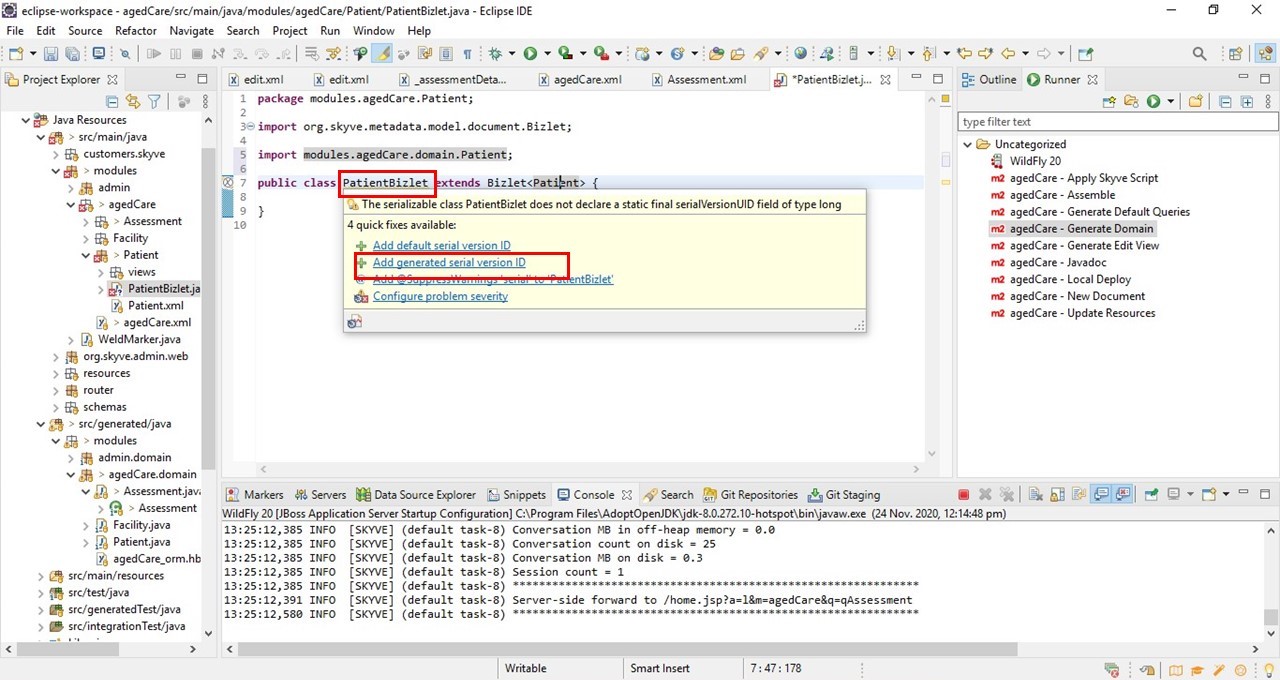 eclipse-workspace - agedCare/src/main/java/modules/agedCare/Patient/PatientBizlet.java - Eclipse IDE
File Edit Source Refactor Navigate Search Project Run Window Help
Project Explorer
Java Resources
> src/main/java
customers.skyve
> modules
admin
> agedCare
> Assessment
> Facility
> Patient
views
PatientBizlet.ja
Patient.xml
> agedCare.xml
WeldMarker.java
org.skyve.admin.web
resources
router
schemas
> src/generated/java
> modules
admin.domain
> agedCare.domain
> Assessment.java
> Assessment
Facility.java
Patient.java
agedCare_orm.hb
src/main/resources
src/test/java
src/generatedTest/java
src/integrationTest/java
edit.xml
edit.xml
_assessmentDeta...
agedCare.xml
Assessment.xml
*PatientBizlet.j...
1 package modules.agedCare.Patient;
2
3 import org.skyve.metadata.model.document.Bizlet;
4
5 import modules.agedCare.domain.Patient;
6
7 public class PatientBizlet extends Bizlet<Patient> {
8
9 }
10
The serializable class PatientBizlet does not declare a static final serialVersionUID field of type long
4 quick fixes available:
Add default serial version ID
Add generated serial version ID
Add @SuppressWarnings 'serial' to 'PatientBizlet'
Configure problem severity
Outline
Runner
type filter text
Uncategorized
WildFly 20
m2 agedCare - Apply Skyve Script
m2 agedCare - Assemble
m2 agedCare - Generate Default Queries
m2 agedCare - Generate Domain
m2 agedCare - Generate Edit View
m2 agedCare - Javadoc
m2 agedCare - Local Deploy
m2 agedCare - New Document
m2 agedCare - Update Resources
Markers Servers Data Source Explorer Snippets Console Search Git Repositories Git Staging
WildFly 20 [JBoss Application Server Startup Configuration] C:\Program Files\AdoptOpenJDK\jdk-8.0.272.10-hotspot\bin\javaw.exe (24 Nov. 2020, 12:14:48 pm)
13:25:12,385 INFO [SKYVE] (default task-8) Conversation MB in off-heap memory = 0.0
13:25:12,385 INFO [SKYVE] (default task-8) Conversation count on disk = 25
13:25:12,385 INFO [SKYVE] (default task-8) Conversation MB on disk = 0.3
13:25:12,385 INFO [SKYVE] (default task-8) Session count = 1
13:25:12,385 INFO [SKYVE] (default task-8) **************************************************************
13:25:12,391 INFO [SKYVE] (default task-8) Server-side forward to /home.jsp?a=l&m=agedCare&q=qAssessment
13:25:12,580 INFO [SKYVE] (default task-8) **************************************************************
Writable
Smart Insert
7 : 47 : 178